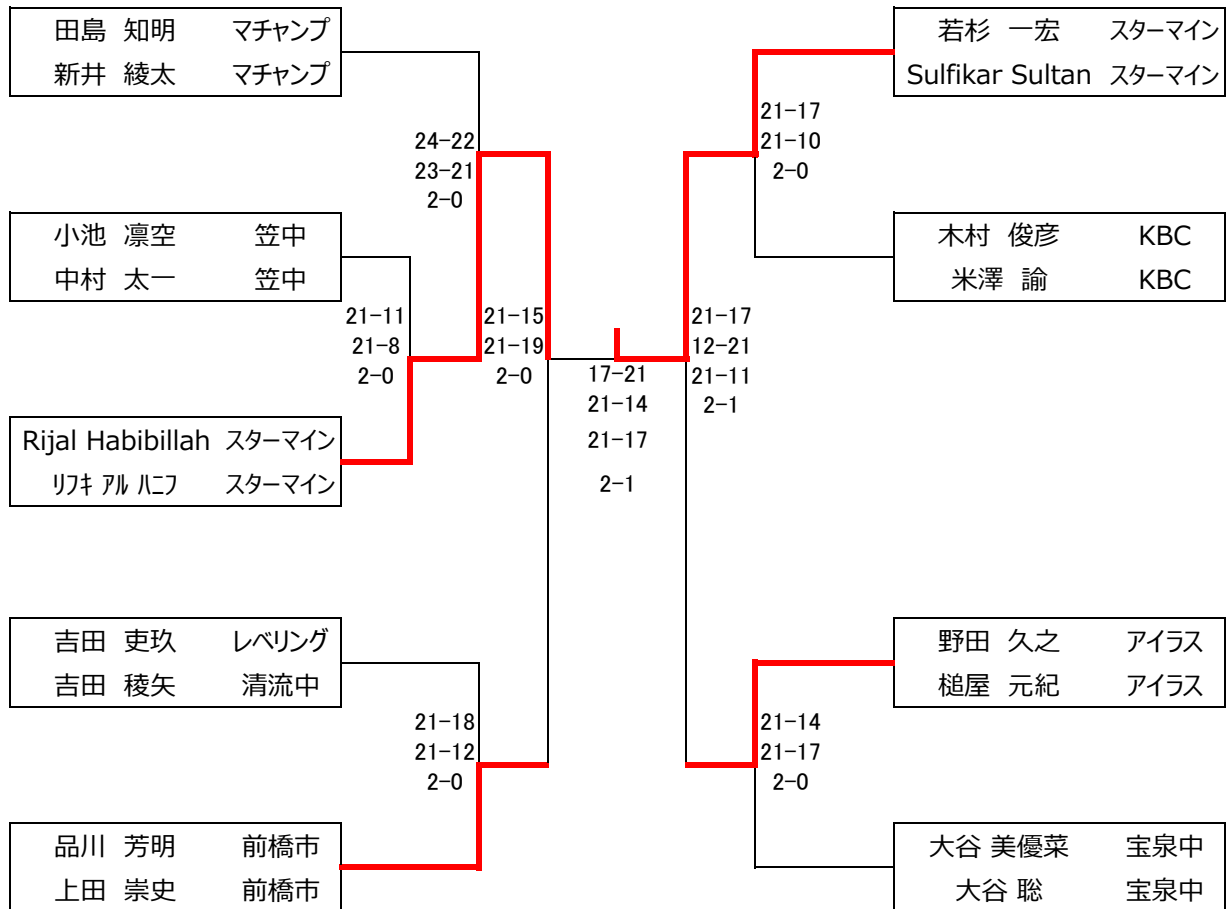 田島 知明 マチャンプ
新井 綾太 マチャンプ
24-22
23-21
2-0
小池 凛空 笠中
中村 太一 笠中
21-11
21-8
2-0
21-15
21-19
2-0
Rijal Habibillah スターマイン
ﾘﾌｷ ｱﾙ ﾊﾆﾌ スターマイン
吉田 吏玖 レベリング
吉田 稜矢 清流中
21-18
21-12
2-0
品川 芳明 前橋市
上田 崇史 前橋市
17-21
21-14
21-17
2-1
若杉 一宏 スターマイン
Sulfikar Sultan スターマイン
21-17
21-10
2-0
木村 俊彦 KBC
米澤 諭 KBC
21-17
12-21
21-11
2-1
野田 久之 アイラス
槌屋 元紀 アイラス
21-14
21-17
2-0
大谷 美優菜 宝泉中
大谷 聡 宝泉中